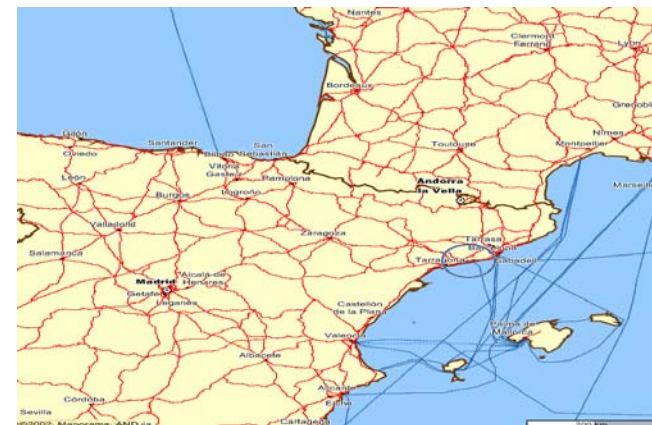 Nantes
Clermont
Ferrand
Lyon
Bordeaux
Grenoble
Gijón
Santander
San
Sebastián
Toulouse
Nîmes
Montpellier
Oviedo
Bilbao
Vitoria
Gasteiz
Pamplona
Andorra
la Vella
Marseille
León
Burgos
Logroño
Valladolid
Zaragoza
Tarrasa
Barcelona
Sabadell
Tarragona
Salamanca
Madrid
Alcalá de
Henares
Getafe
Leganés
Castellón
de la Plana
Palma de
Mallorca
Valencia
Albacete
Alicante
Elche
Córdoba
Sevilla
Cartagena